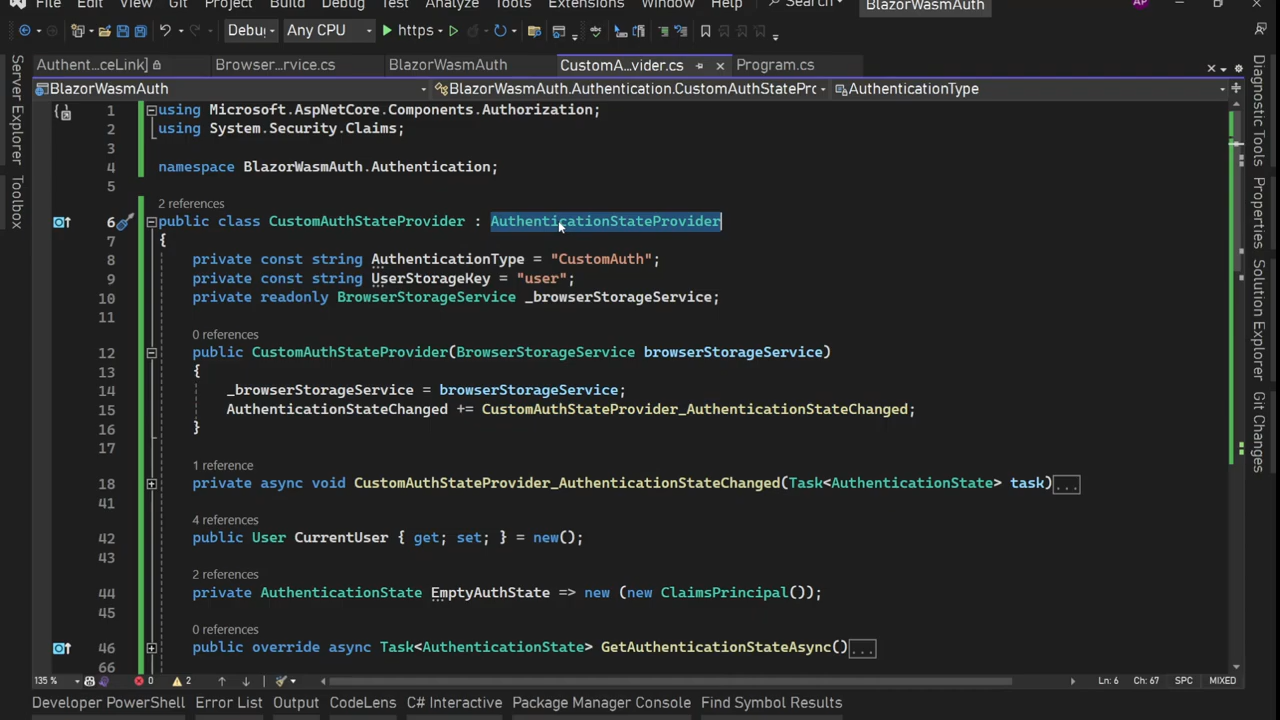 File Edit View Git Project Build Debug Test Analyze Tools Extensions Window Help Search BlazorWasmAuth AP
Debug Any CPU https
Authent...ceLink] Browser...rvice.cs BlazorWasmAuth CustomA...vider.cs Program.cs
BlazorWasmAuth BlazorWasmAuth.Authentication.CustomAuthStatePr AuthenticationType
1 using Microsoft.AspNetCore.Components.Authorization;
2 using System.Security.Claims;
3
4 namespace BlazorWasmAuth.Authentication;
5
2 references
6 public class CustomAuthStateProvider : AuthenticationStateProvider
7 {
8 private const string AuthenticationType = "CustomAuth";
9 private const string UserStorageKey = "user";
10 private readonly BrowserStorageService _browserStorageService;
11
0 references
12 public CustomAuthStateProvider(BrowserStorageService browserStorageService)
13 {
14 _browserStorageService = browserStorageService;
15 AuthenticationStateChanged += CustomAuthStateProvider_AuthenticationStateChanged;
16 }
17
1 reference
18 private async void CustomAuthStateProvider_AuthenticationStateChanged(Task<AuthenticationState> task)...
41
4 references
42 public User CurrentUser { get; set; } = new();
43
2 references
44 private AuthenticationState EmptyAuthState => new (new ClaimsPrincipal());
45
0 references
46 public override async Task<AuthenticationState> GetAuthenticationStateAsync()...
66
135 % 0 2 Ln: 6 Ch: 67 SPC MIXED
Developer PowerShell Error List Output CodeLens C# Interactive Package Manager Console Find Symbol Results
Server Explorer
Toolbox
Diagnostic Tools
Properties
Solution Explorer
Git Changes